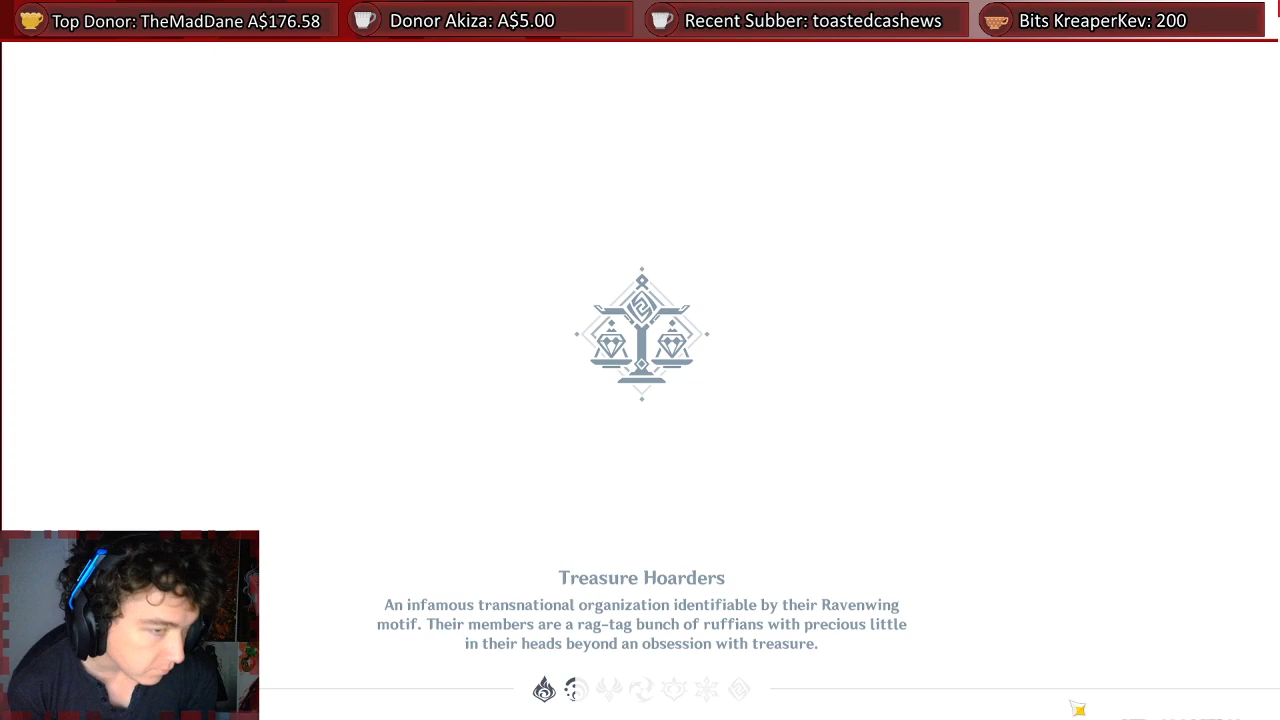 Top Donor: TheMadDane A$176.58
Donor Akiza: A$5.00
Recent Subber: toastedcashews
Bits KreaperKev: 200
Treasure Hoarders
An infamous transnational organization identifiable by their Ravenwing
motif. Their members are a rag-tag bunch of ruffians with precious little
in their heads beyond an obsession with treasure.